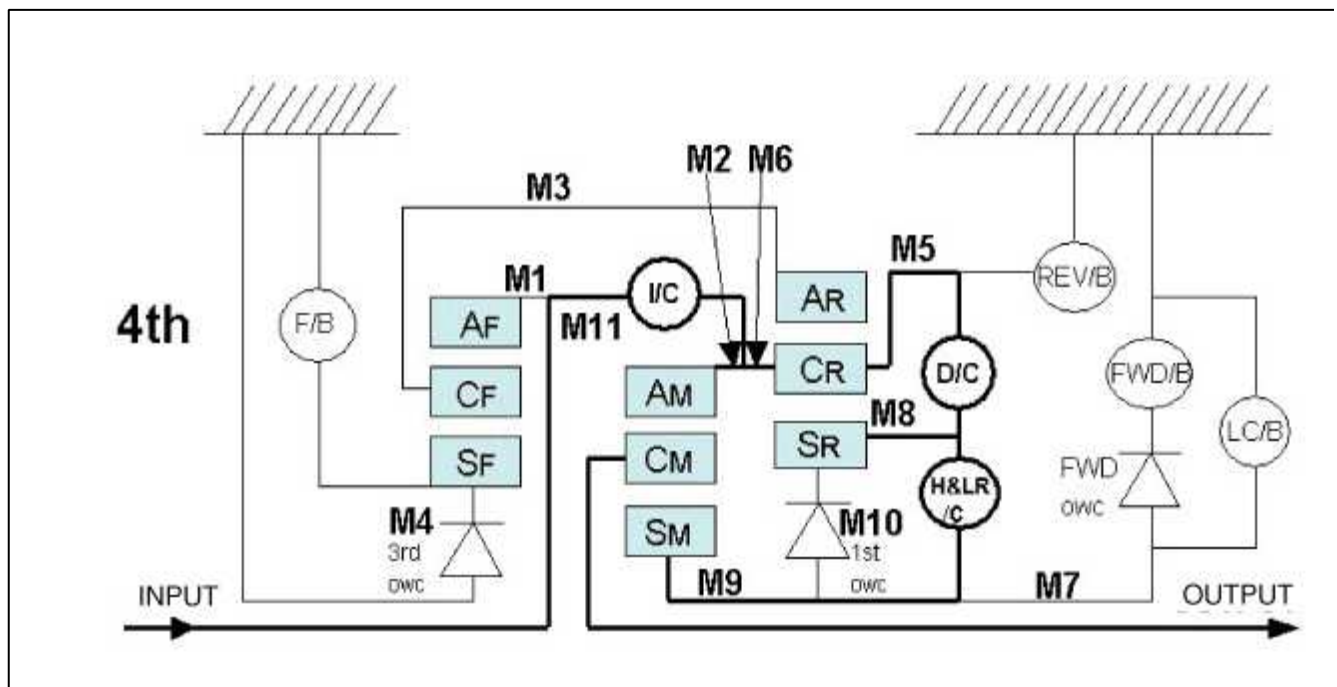 M2 M6
M3
M5
M1
I/C
AR
REV/B
F/B
AF
M11
4th
CR
D/C
FWD/B
CF
AM
M8
SF
CM
SR
LC/B
FWD
OWC
H&LR
/C
M4
3rd
OWC
SM
M10
1st
OWC
M9
M7
INPUT
OUTPUT